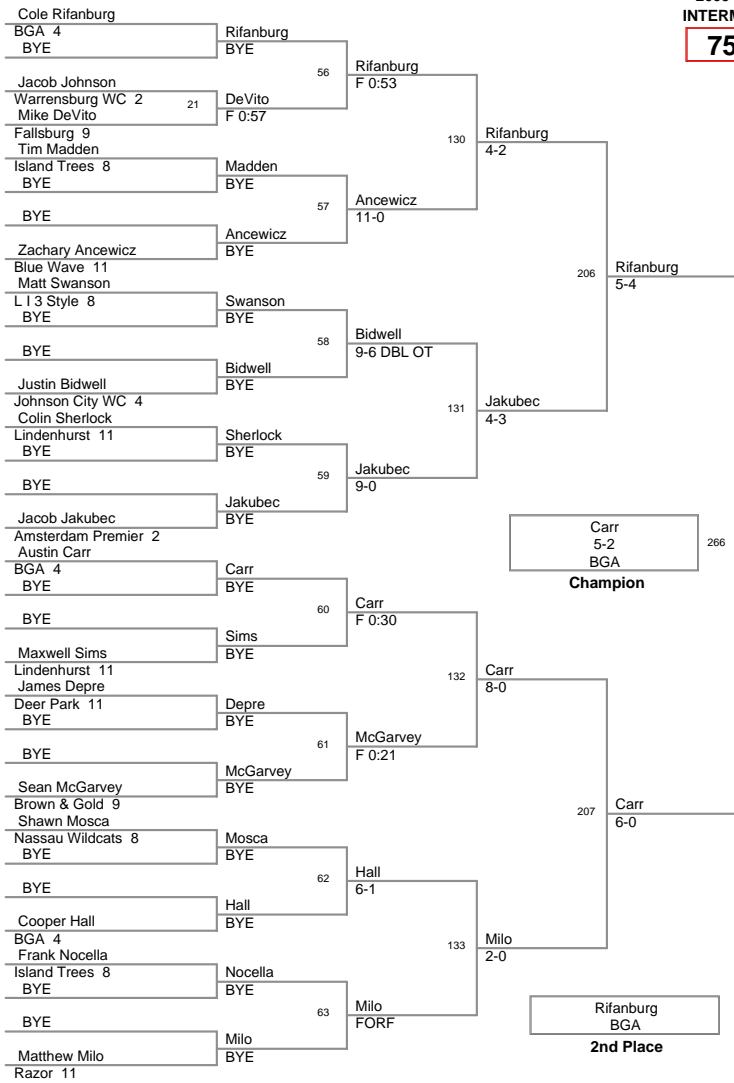 INTERM
75
Cole Rifanburg
BGA 4
BYE
Jacob Johnson
Warrensburg WC 2
Mike DeVito
Fallsburg 9
Tim Madden
Island Trees 8
BYE
BYE
Zachary Ancewicz
Blue Wave 11
Matt Swanson
L I 3 Style 8
BYE
BYE
Justin Bidwell
Johnson City WC 4
Colin Sherlock
Lindenhurst 11
BYE
BYE
Jacob Jakubec
Amsterdam Premier 2
Austin Carr
BGA 4
BYE
BYE
Maxwell Sims
Lindenhurst 11
James Depre
Deer Park 11
BYE
BYE
Sean McGarvey
Brown & Gold 9
Shawn Mosca
Nassau Wildcats 8
BYE
BYE
Cooper Hall
BGA 4
Frank Nocella
Island Trees 8
BYE
BYE
Matthew Milo
Razor 11
21
Rifanburg
BYE
DeVito
F 0:57
Madden
BYE
Ancewicz
BYE
Swanson
BYE
Bidwell
BYE
Sherlock
BYE
Jakubec
BYE
Carr
BYE
Sims
BYE
Depre
BYE
McGarvey
BYE
Mosca
BYE
Hall
BYE
Nocella
BYE
Milo
BYE
56
Rifanburg
F 0:53
57
Ancewicz
11-0
58
Bidwell
9-6 DBL OT
59
Jakubec
9-0
60
Carr
F 0:30
61
McGarvey
F 0:21
62
Hall
6-1
63
Milo
FORF
130
Rifanburg
4-2
131
Jakubec
4-3
132
Carr
8-0
133
Milo
2-0
206
Rifanburg
5-4
207
Carr
6-0
Carr
5-2
BGA
266
Champion
Rifanburg
BGA
2nd Place